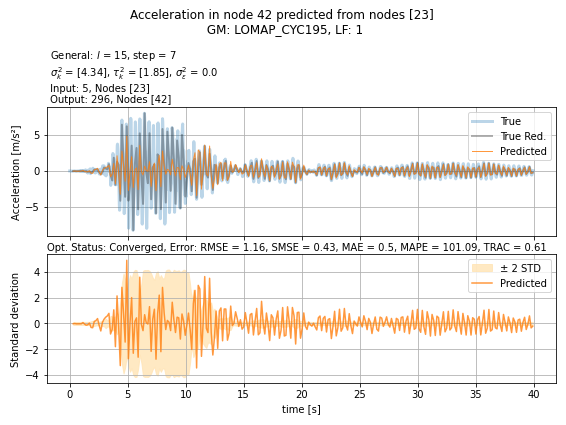 Acceleration in node 42 predicted from nodes [23]
GM: LOMAP_CYC195, LF: 1
General: l = 15, step = 7
σ²ₖ = [4.34], τ²ₖ = [1.85], σ²ε = 0.0
Input: 5, Nodes [23]
Output: 296, Nodes [42]
Acceleration [m/s²]
5
0
−5
True
True Red.
Predicted
Opt. Status: Converged, Error: RMSE = 1.16, SMSE = 0.43, MAE = 0.5, MAPE = 101.09, TRAC = 0.61
Standard deviation
4
2
0
−2
−4
± 2 STD
Predicted
0 5 10 15 20 25 30 35 40
time [s]